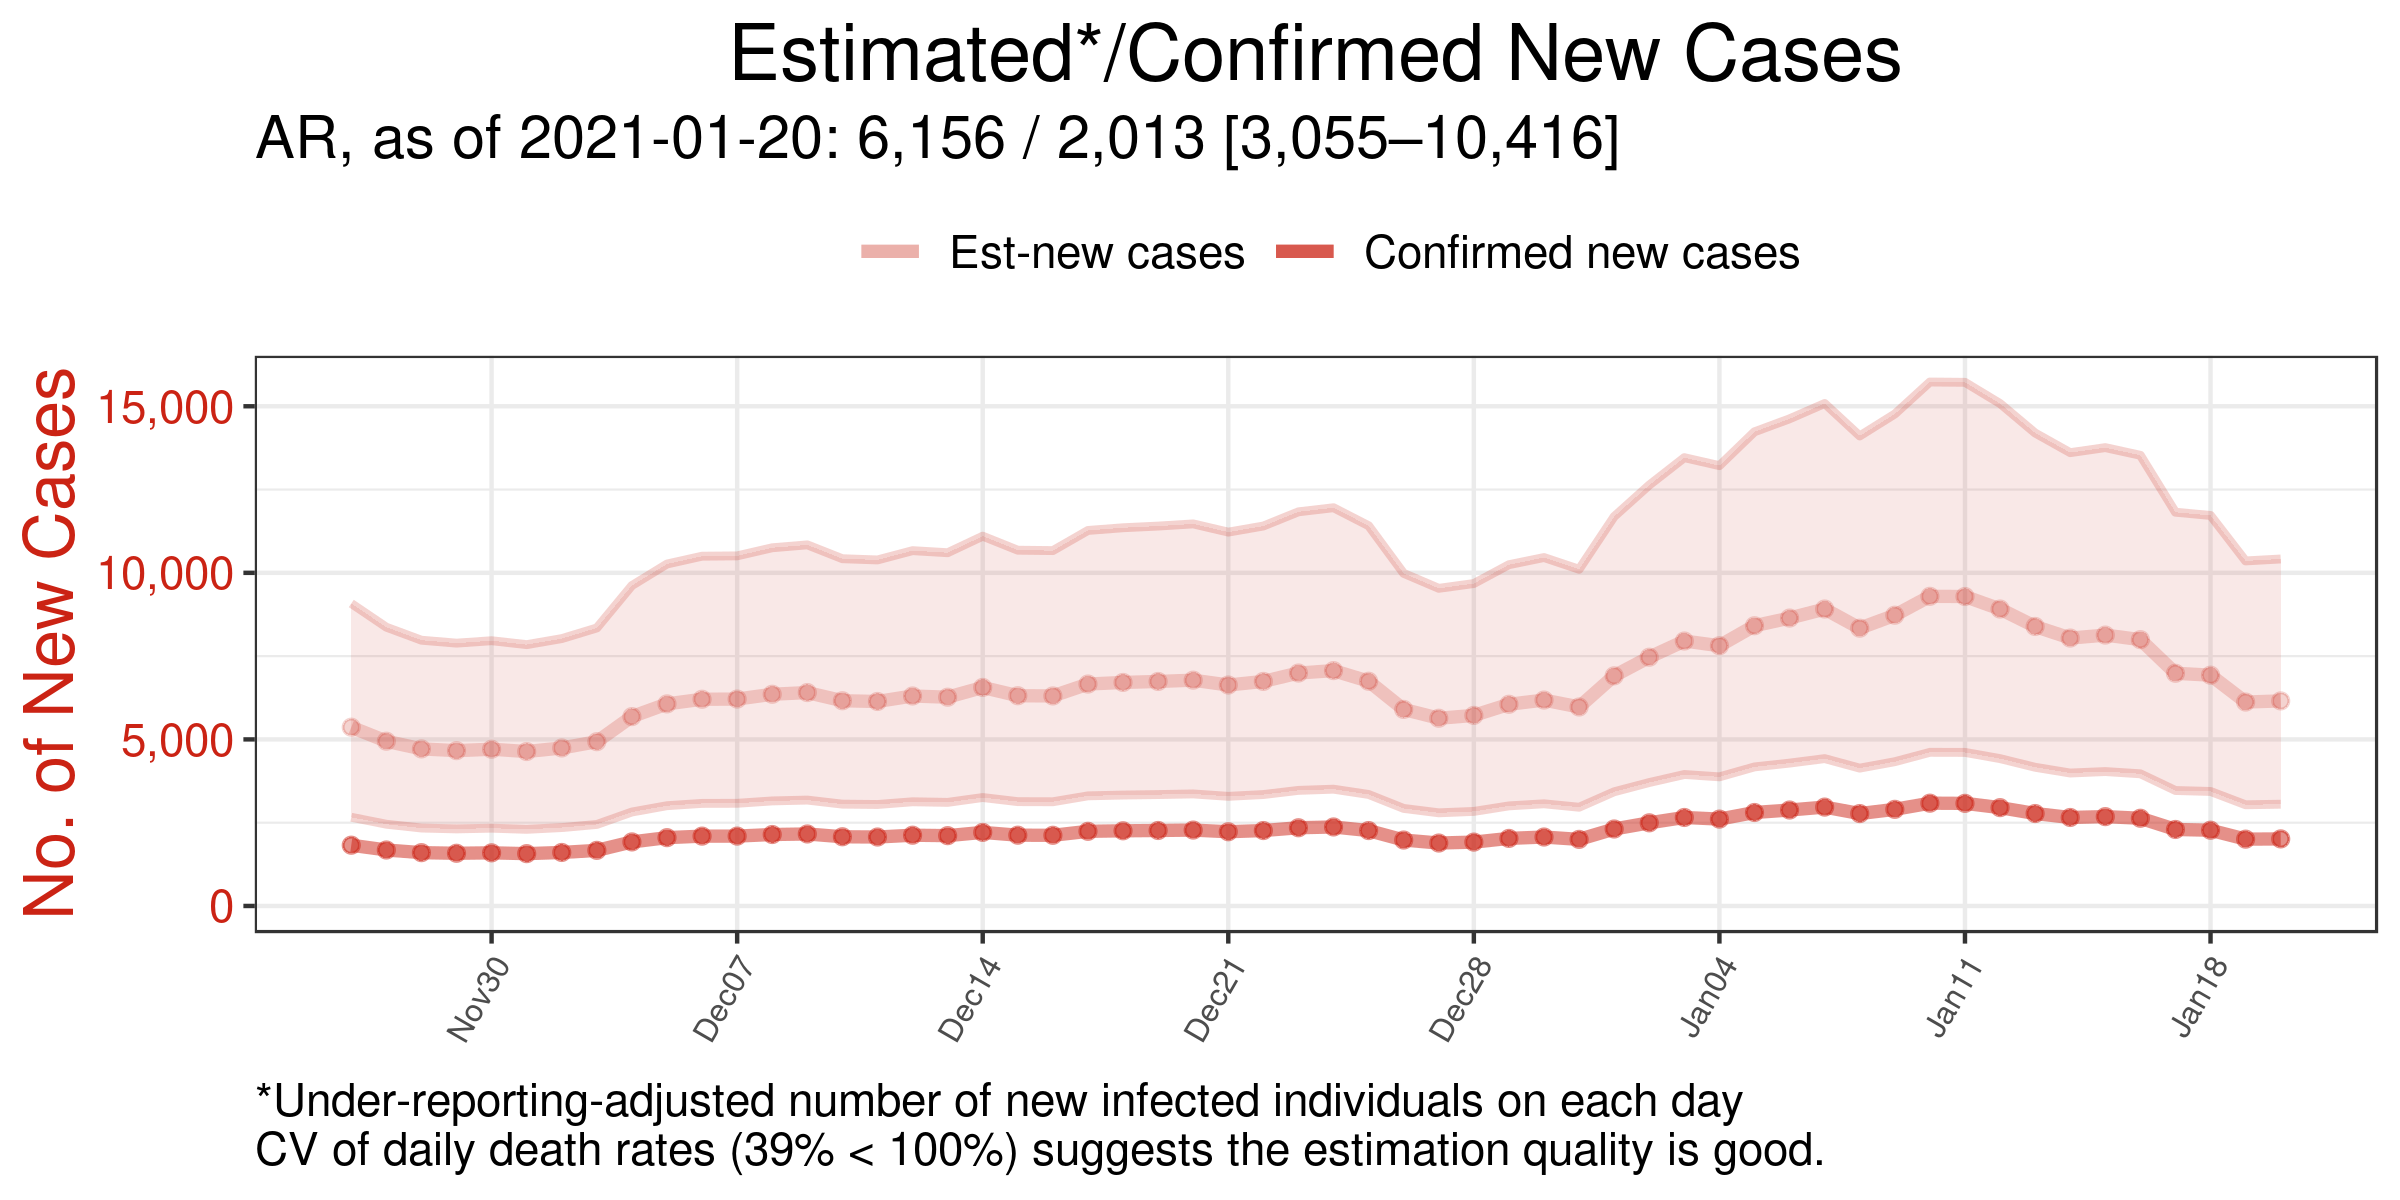 Estimated*/Confirmed New Cases
AR, as of 2021-01-20: 6,156 / 2,013 [3,055–10,416]
Est-new cases
Confirmed new cases
No. of New Cases
15,000
10,000
5,000
0
Nov30
Dec07
Dec14
Dec21
Dec28
Jan04
Jan11
Jan18
*Under-reporting-adjusted number of new infected individuals on each day
CV of daily death rates (39% < 100%) suggests the estimation quality is good.